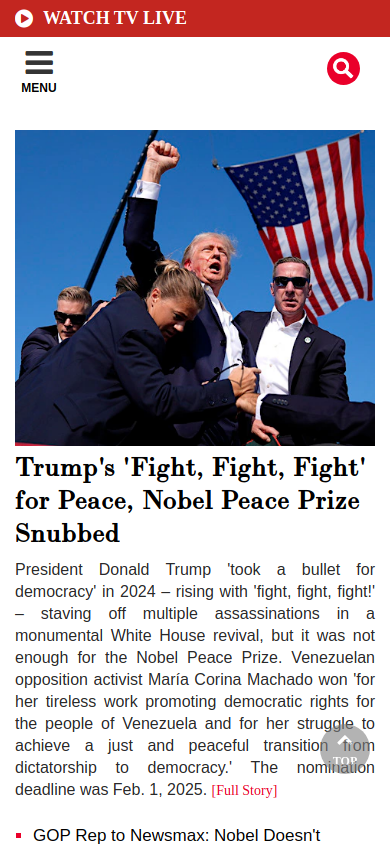 WATCH TV LIVE
MENU
Trump's 'Fight, Fight, Fight'
for Peace, Nobel Peace Prize
Snubbed
President Donald Trump 'took a bullet for
democracy' in 2024 – rising with 'fight, fight, fight!'
– staving off multiple assassinations in a
monumental White House revival, but it was not
enough for the Nobel Peace Prize. Venezuelan
opposition activist María Corina Machado won 'for
her tireless work promoting democratic rights for
the people of Venezuela and for her struggle to
achieve a just and peaceful transition from
dictatorship to democracy.' The nomination
deadline was Feb. 1, 2025. [Full Story]
TOP
GOP Rep to Newsmax: Nobel Doesn't